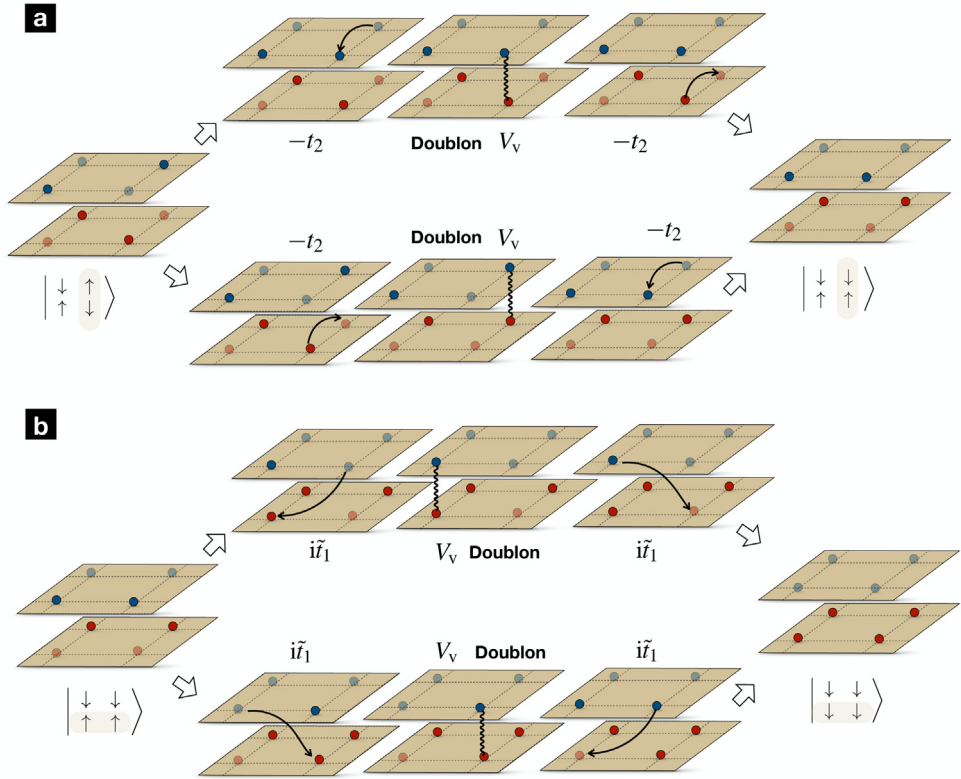 a
−t₂ Doublon Vᵥ −t₂
−t₂ Doublon Vᵥ −t₂
| ↓ ↑ ⟩
| ↑ ↓ ⟩
| ↓ ↓ ⟩
| ↑ ↑ ⟩
b
it̃₁ Vᵥ Doublon it̃₁
it̃₁ Vᵥ Doublon it̃₁
| ↓ ↓ ⟩
| ↑ ↑ ⟩
| ↓ ↓ ⟩
| ↓ ↓ ⟩